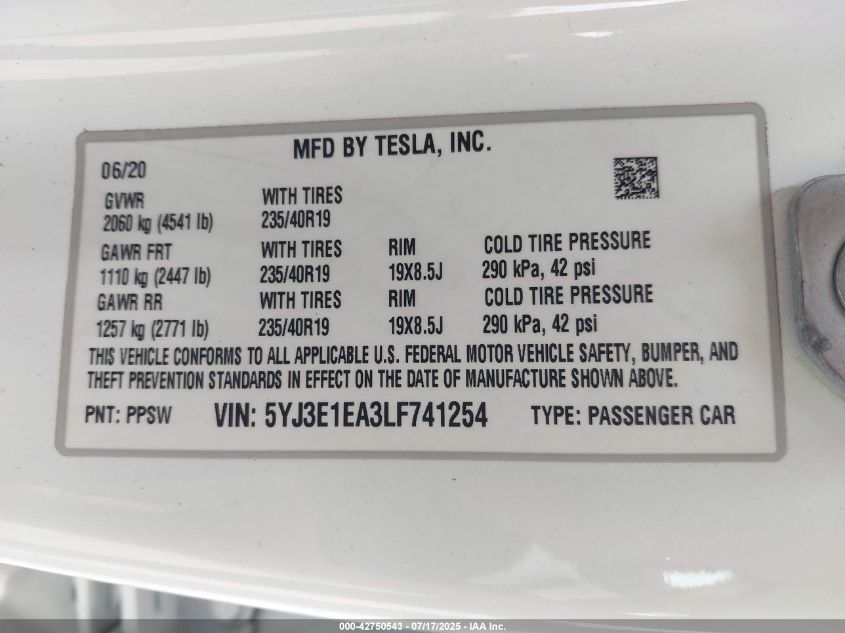 MFD BY TESLA, INC.
06/20
GVWR WITH TIRES
2060 kg (4541 lb) 235/40R19
GAWR FRT WITH TIRES RIM COLD TIRE PRESSURE
1110 kg (2447 lb) 235/40R19 19X8.5J 290 kPa, 42 psi
GAWR RR WITH TIRES RIM COLD TIRE PRESSURE
1257 kg (2771 lb) 235/40R19 19X8.5J 290 kPa, 42 psi
THIS VEHICLE CONFORMS TO ALL APPLICABLE U.S. FEDERAL MOTOR VEHICLE SAFETY, BUMPER, AND
THEFT PREVENTION STANDARDS IN EFFECT ON THE DATE OF MANUFACTURE SHOWN ABOVE.
PNT: PPSW VIN: 5YJ3E1EA3LF741254 TYPE: PASSENGER CAR
000-42750543 - 07/17/2025 - IAA Inc.